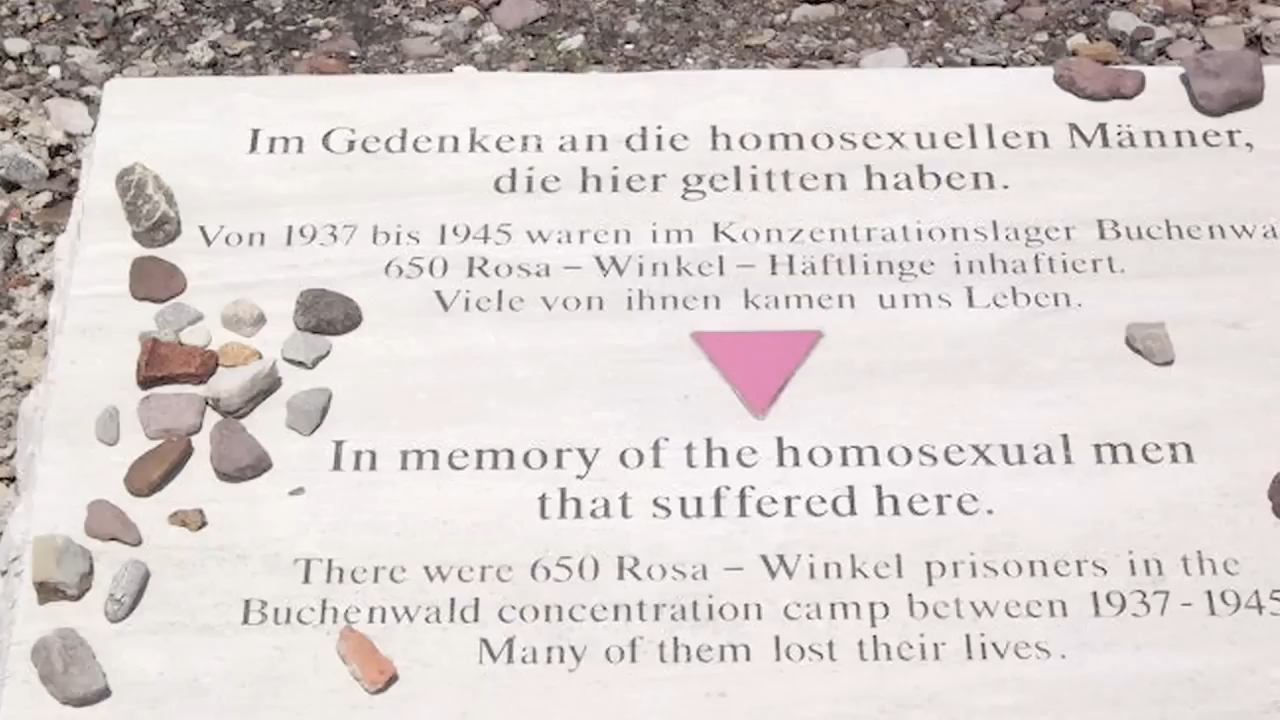 Im Gedenken an die homosexuellen Männer,
die hier gelitten haben.
Von 1937 bis 1945 waren im Konzentrationslager Buchenwa
650 Rosa – Winkel – Häftlinge inhaftiert.
Viele von ihnen kamen ums Leben.
In memory of the homosexual men
that suffered here.
There were 650 Rosa – Winkel prisoners in the
Buchenwald concentration camp between 1937 - 1945
Many of them lost their lives.